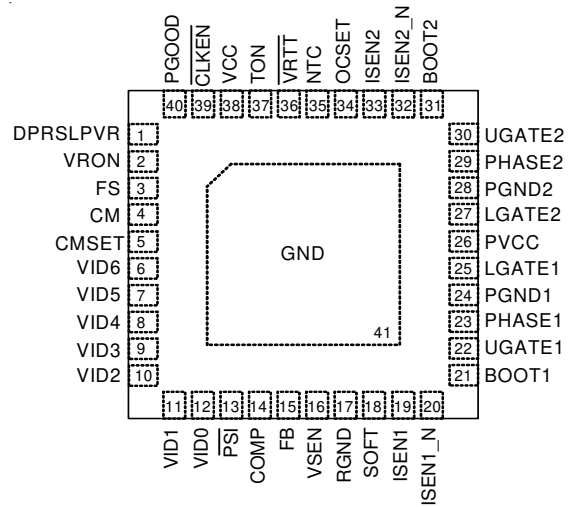 PGOOD
CLKEN
VCC
TON
VRTT
NTC
OCSET
ISEN2
ISEN2_N
BOOT2
40 39 38 37 36 35 34 33 32 31
DPRSLPVR 1
VRON 2
FS 3
CM 4
CMSET 5
VID6 6
VID5 7
VID4 8
VID3 9
VID2 10
GND
41
30 UGATE2
29 PHASE2
28 PGND2
27 LGATE2
26 PVCC
25 LGATE1
24 PGND1
23 PHASE1
22 UGATE1
21 BOOT1
11 12 13 14 15 16 17 18 19 20
VID1
VID0
PSI
COMP
FB
VSEN
RGND
SOFT
ISEN1
ISEN1_N